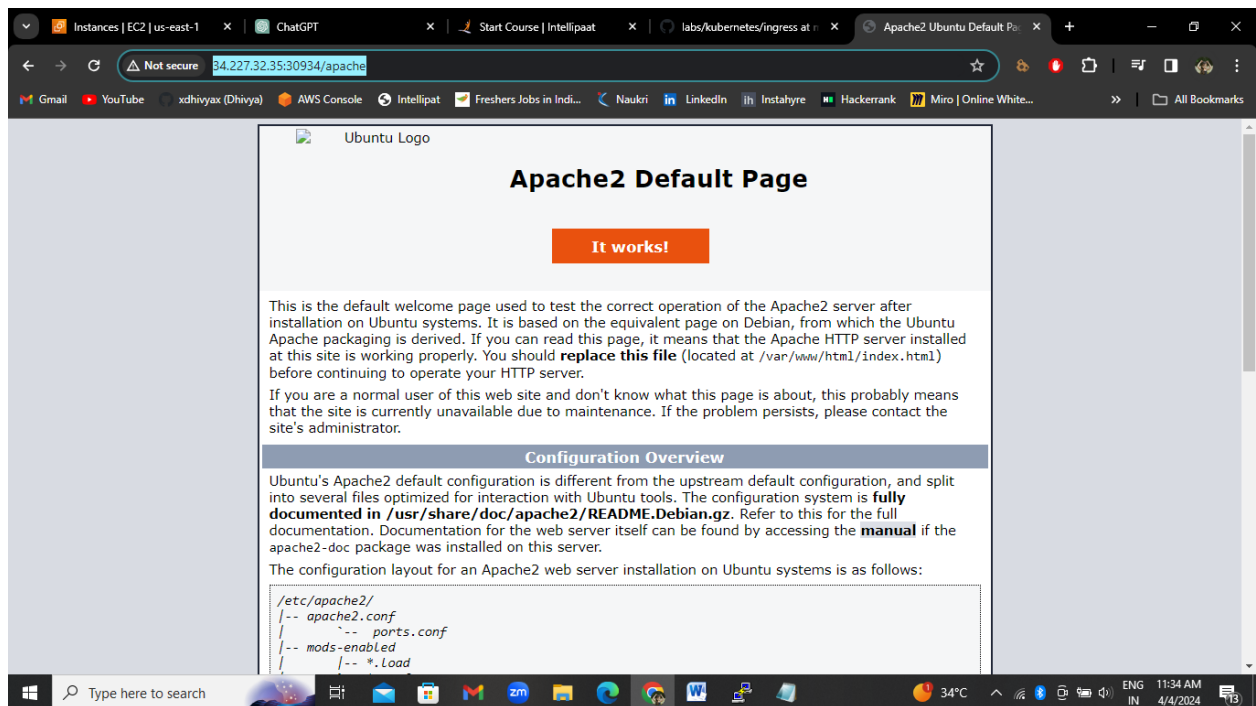 Instances | EC2 | us-east-1
ChatGPT
Start Course | Intellipaat
labs/kubernetes/ingress at
Apache2 Ubuntu Default
Not secure 34.227.32.35:30934/apache
Gmail YouTube xdhivyax (Dhivya) AWS Console Intellipat Freshers Jobs in Indi... Naukri LinkedIn Instahyre Hackerrank Miro | Online White... » All Bookmarks
Ubuntu Logo
Apache2 Default Page
It works!
This is the default welcome page used to test the correct operation of the Apache2 server after
installation on Ubuntu systems. It is based on the equivalent page on Debian, from which the Ubuntu
Apache packaging is derived. If you can read this page, it means that the Apache HTTP server installed
at this site is working properly. You should replace this file (located at /var/www/html/index.html)
before continuing to operate your HTTP server.
If you are a normal user of this web site and don't know what this page is about, this probably means
that the site is currently unavailable due to maintenance. If the problem persists, please contact the
site's administrator.
Configuration Overview
Ubuntu's Apache2 default configuration is different from the upstream default configuration, and split
into several files optimized for interaction with Ubuntu tools. The configuration system is fully
documented in /usr/share/doc/apache2/README.Debian.gz. Refer to this for the full
documentation. Documentation for the web server itself can be found by accessing the manual if the
apache2-doc package was installed on this server.
The configuration layout for an Apache2 web server installation on Ubuntu systems is as follows:
/etc/apache2/
|-- apache2.conf
|       `--  ports.conf
|-- mods-enabled
|       |-- *.load
Type here to search
34°C
ENG 11:34 AM
IN 4/4/2024
13